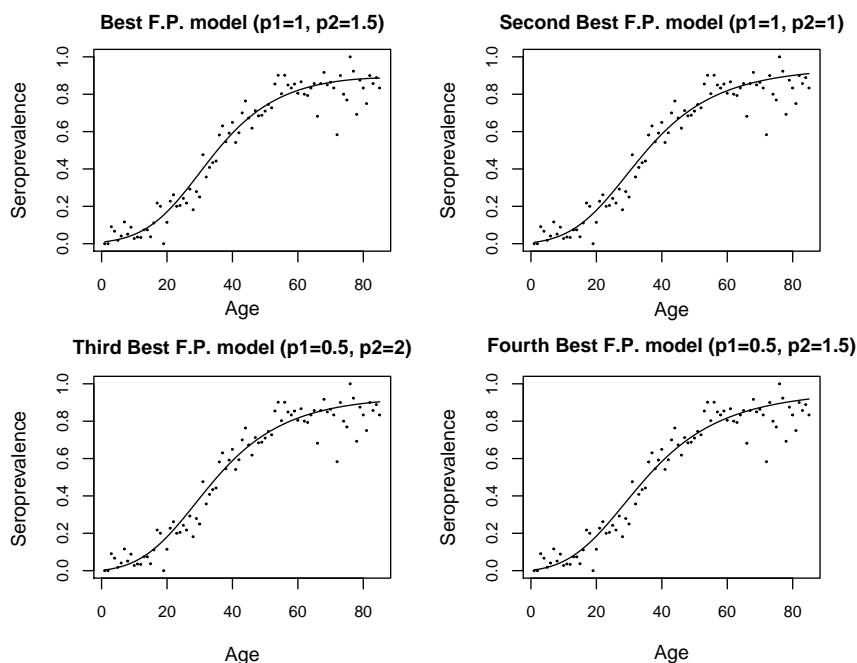 Best F.P. model (p1=1, p2=1.5)
Seroprevalence
0.0 0.2 0.4 0.6 0.8 1.0
0 20 40 60 80
Age
Second Best F.P. model (p1=1, p2=1)
Seroprevalence
0.0 0.2 0.4 0.6 0.8 1.0
0 20 40 60 80
Age
Third Best F.P. model (p1=0.5, p2=2)
Seroprevalence
0.0 0.2 0.4 0.6 0.8 1.0
0 20 40 60 80
Age
Fourth Best F.P. model (p1=0.5, p2=1.5)
Seroprevalence
0.0 0.2 0.4 0.6 0.8 1.0
0 20 40 60 80
Age